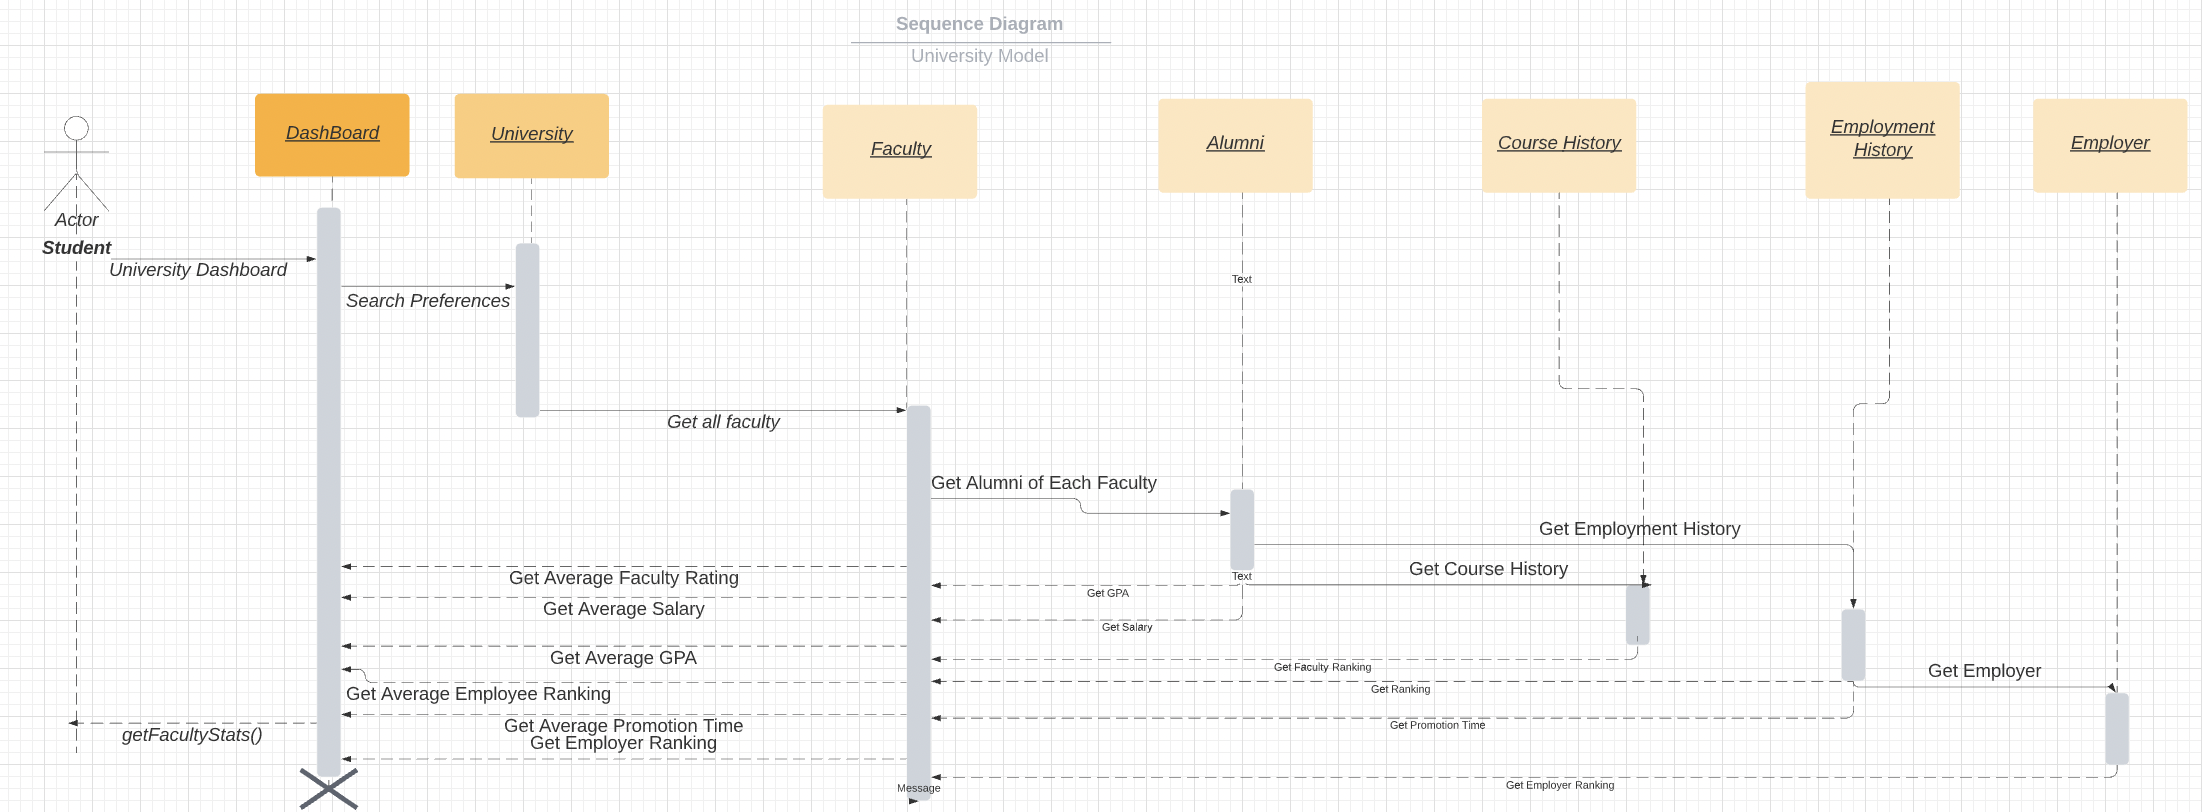 Sequence Diagram
University Model
DashBoard
University
Faculty
Alumni
Course History
Employment
History
Employer
Actor
Student
University Dashboard
Search Preferences
Text
Get all faculty
Get Alumni of Each Faculty
Get Employment History
Get Course History
Text
Get Average Faculty Rating
Get GPA
Get Average Salary
Get Salary
Get Average GPA
Get Faculty Ranking
Get Employer
Get Ranking
Get Average Employee Ranking
Get Average Promotion Time
Get Promotion Time
getFacultyStats()
Get Employer Ranking
Get Employer Ranking
Message